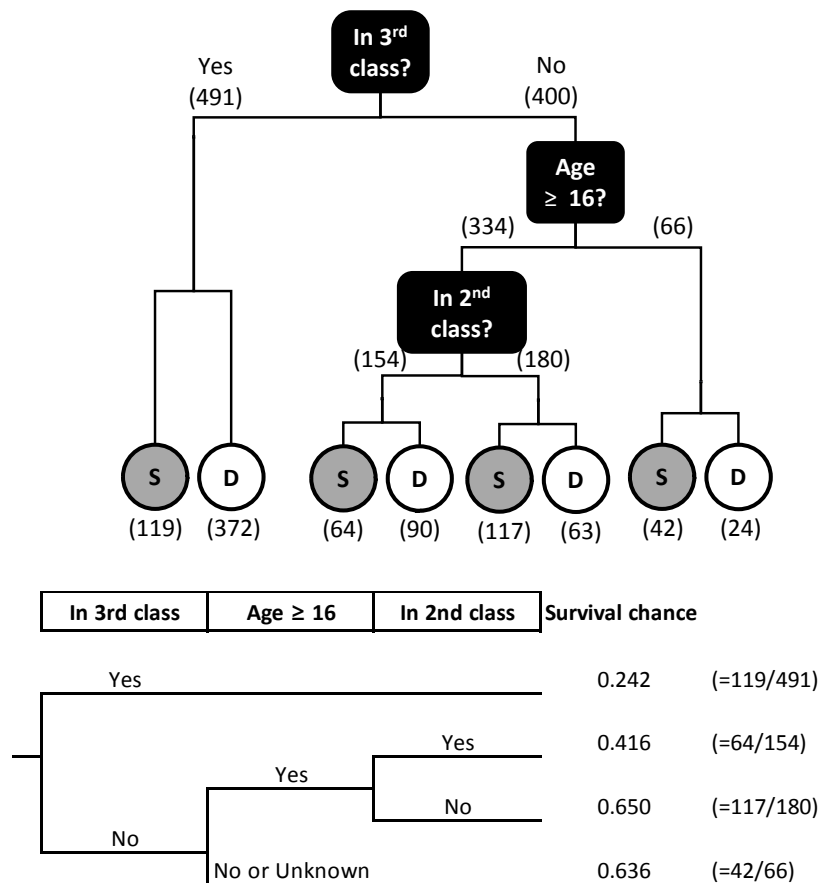 In 3rd
class?
Yes
(491)
No
(400)
Age
≥ 16?
(334)
(66)
In 2nd
class?
(154)
(180)
S
D
S
D
S
D
S
D
(119)
(372)
(64)
(90)
(117)
(63)
(42)
(24)
In 3rd class
Age ≥ 16
In 2nd class
Survival chance
Yes
0.242
(=119/491)
Yes
0.416
(=64/154)
Yes
No
0.650
(=117/180)
No
No or Unknown
0.636
(=42/66)